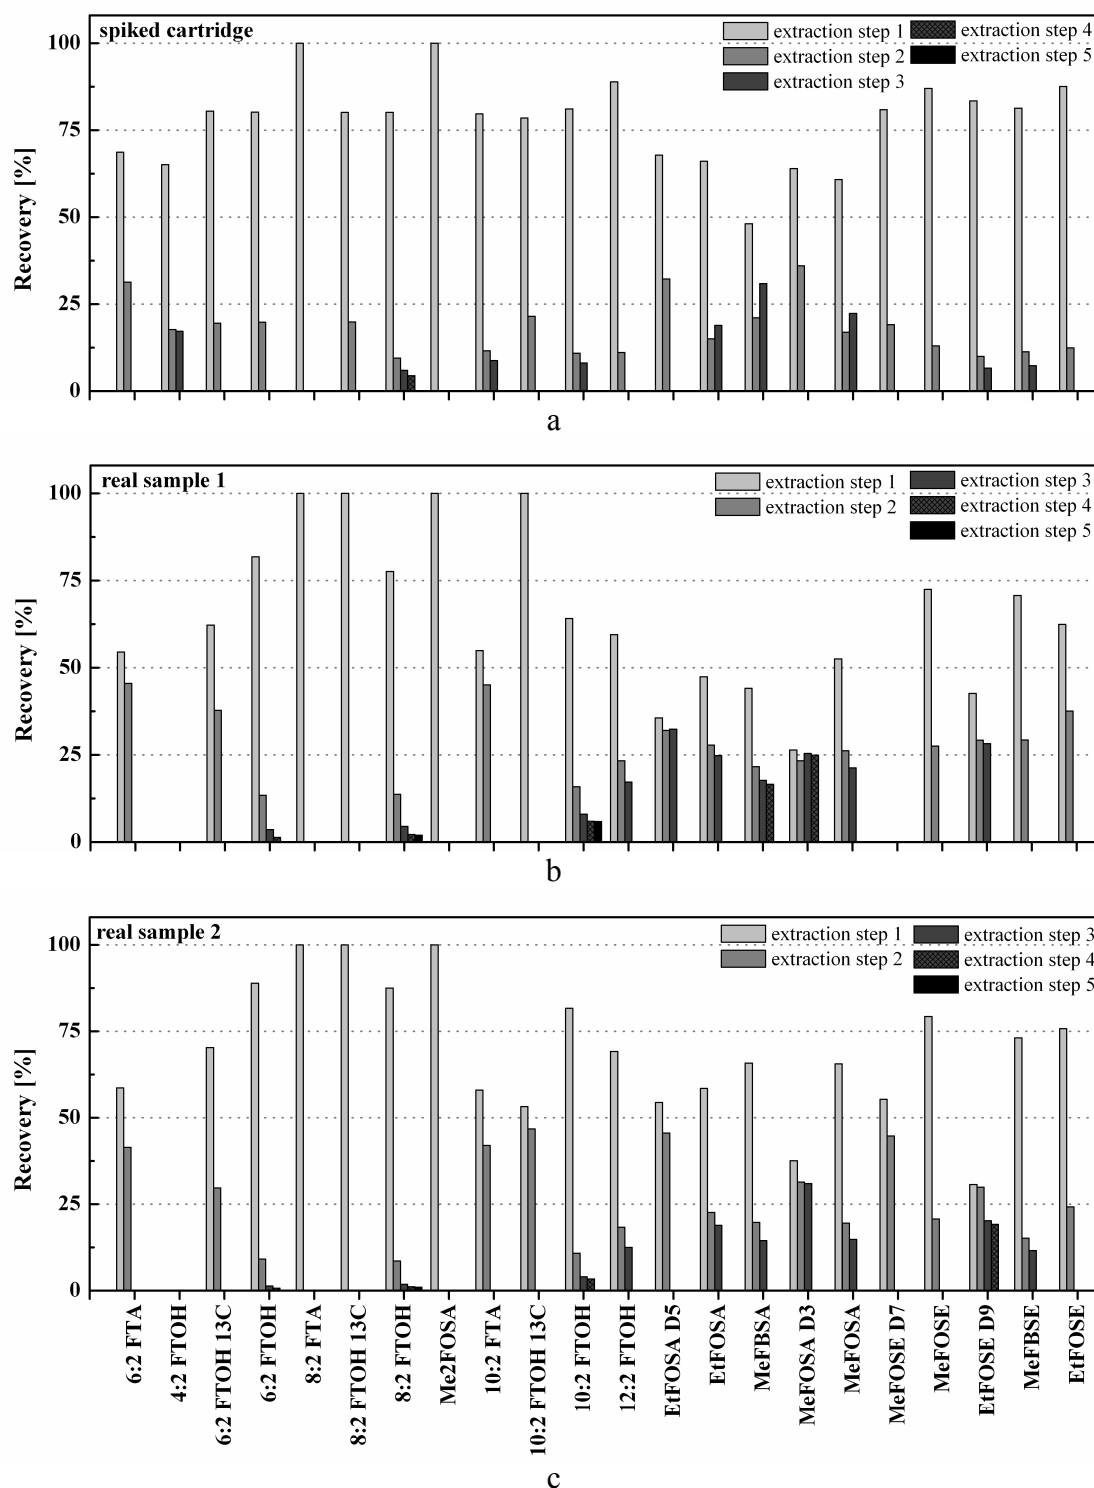 spiked cartridge
extraction step 1
extraction step 2
extraction step 3
extraction step 4
extraction step 5
Recovery [%]
100
75
50
25
0
a
real sample 1
extraction step 1
extraction step 2
extraction step 3
extraction step 4
extraction step 5
Recovery [%]
100
75
50
25
0
b
real sample 2
extraction step 1
extraction step 2
extraction step 3
extraction step 4
extraction step 5
Recovery [%]
100
75
50
25
0
6:2 FTA
4:2 FTOH
6:2 FTOH 13C
6:2 FTOH
8:2 FTA
8:2 FTOH 13C
8:2 FTOH
Me2FOSA
10:2 FTA
10:2 FTOH 13C
10:2 FTOH
12:2 FTOH
EtFOSA D5
EtFOSA
MeFBSA
MeFOSA D3
MeFOSA
MeFOSE D7
MeFOSE
EtFOSE D9
MeFBSE
EtFOSE
c